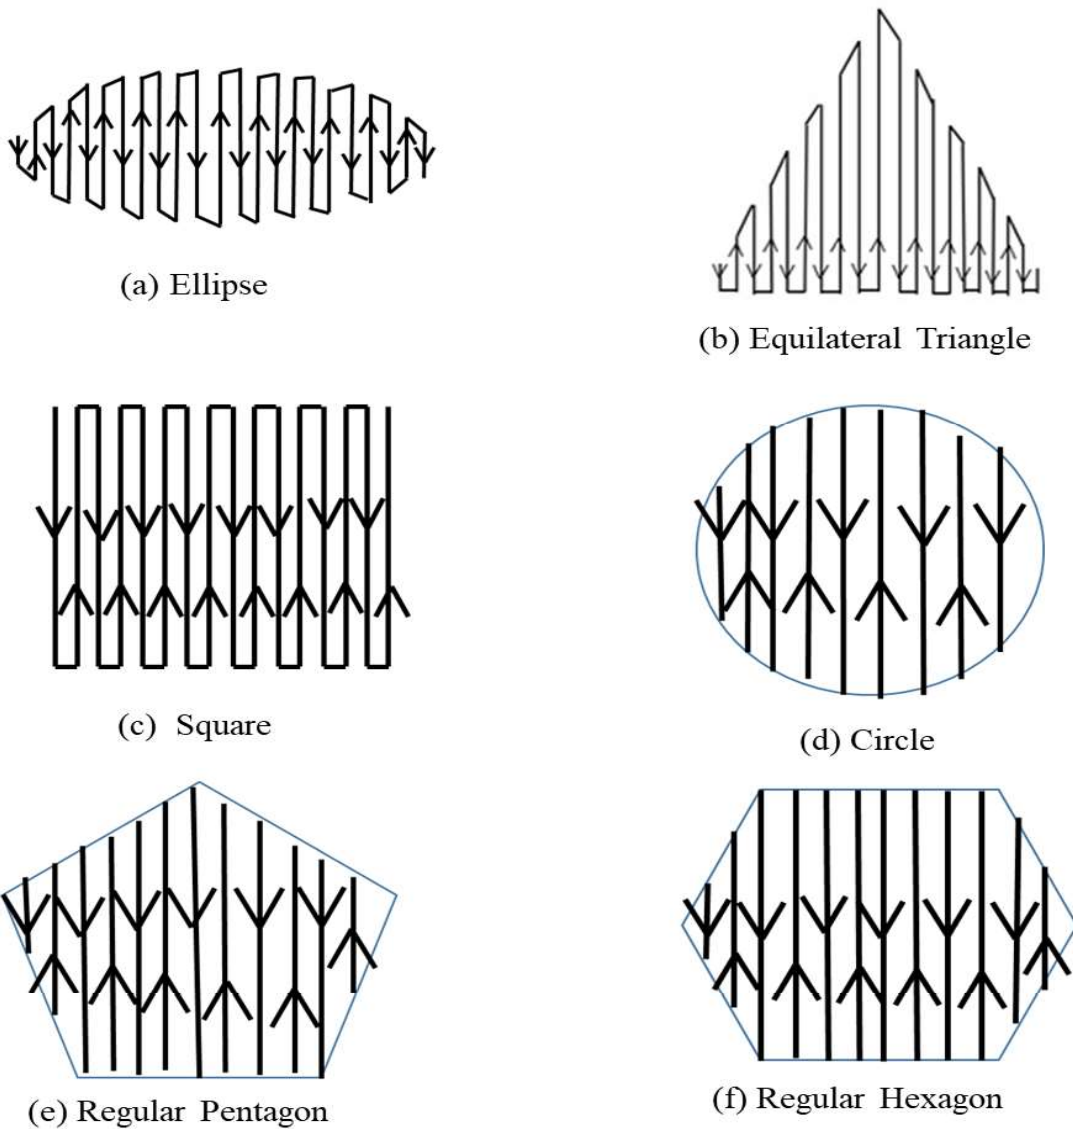 (a) Ellipse
(b) Equilateral Triangle
(c) Square
(d) Circle
(e) Regular Pentagon
(f) Regular Hexagon